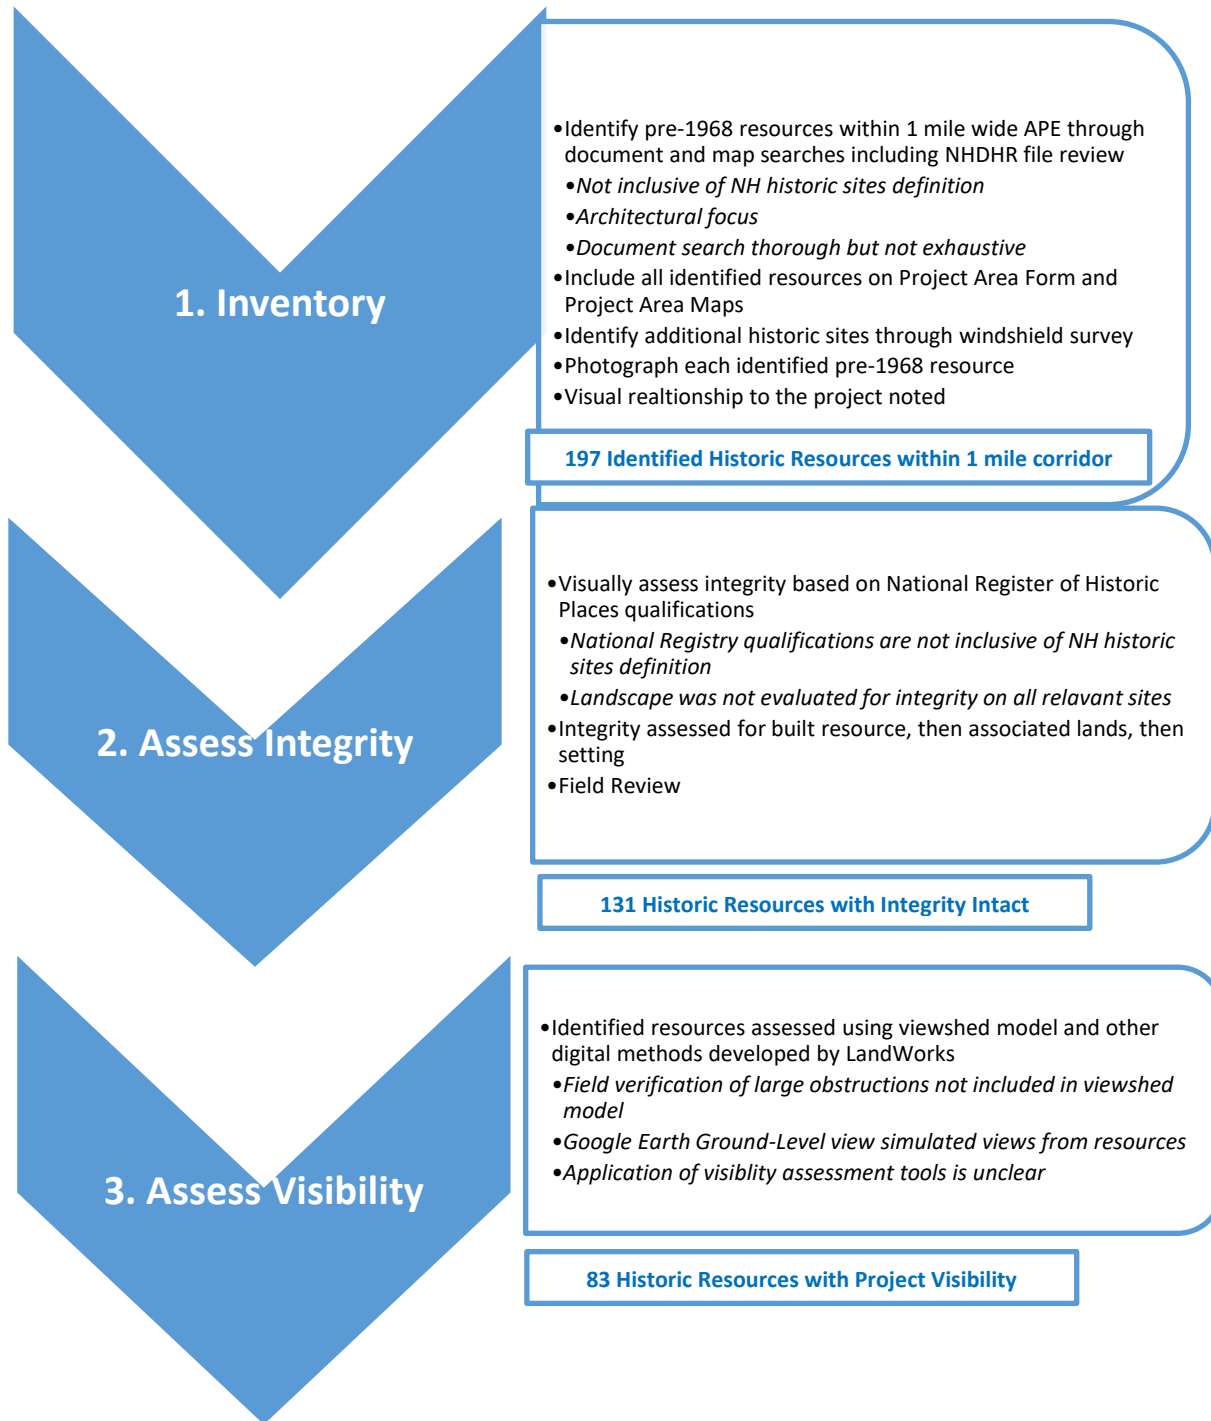 1. Inventory
•Identify pre-1968 resources within 1 mile wide APE through
document and map searches including NHDHR file review
•Not inclusive of NH historic sites definition
•Architectural focus
•Document search thorough but not exhaustive
•Include all identified resources on Project Area Form and
Project Area Maps
•Identify additional historic sites through windshield survey
•Photograph each identified pre-1968 resource
•Visual realtionship to the project noted
197 Identified Historic Resources within 1 mile corridor
2. Assess Integrity
•Visually assess integrity based on National Register of Historic
Places qualifications
•National Registry qualifications are not inclusive of NH historic
sites definition
•Landscape was not evaluated for integrity on all relavant sites
•Integrity assessed for built resource, then associated lands, then
setting
•Field Review
131 Historic Resources with Integrity Intact
3. Assess Visibility
•Identified resources assessed using viewshed model and other
digital methods developed by LandWorks
•Field verification of large obstructions not included in viewshed
model
•Google Earth Ground-Level view simulated views from resources
•Application of visiblity assessment tools is unclear
83 Historic Resources with Project Visibility